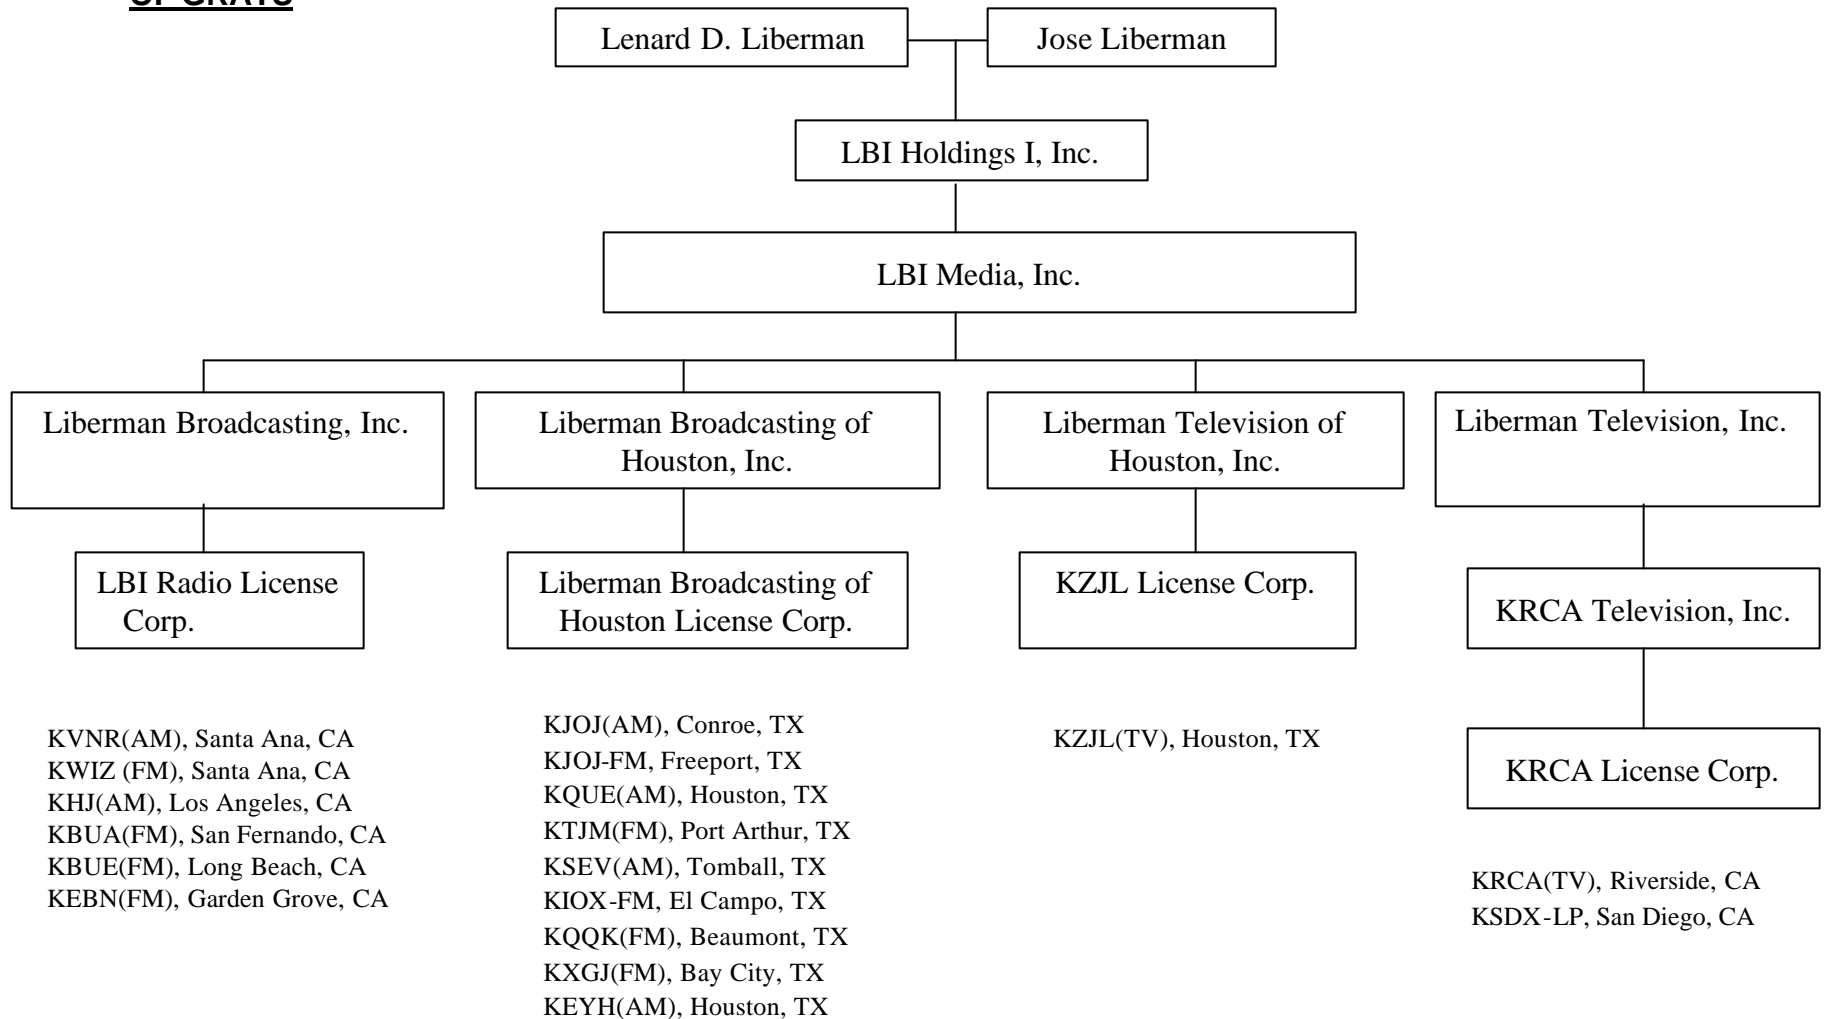 Lenard D. Liberman
Jose Liberman
LBI Holdings I, Inc.
LBI Media, Inc.
Liberman Broadcasting, Inc.
Liberman Broadcasting of
Houston, Inc.
Liberman Television of
Houston, Inc.
Liberman Television, Inc.
LBI Radio License
Corp.
Liberman Broadcasting of
Houston License Corp.
KZJL License Corp.
KRCA Television, Inc.
KRCA License Corp.
KVNR(AM), Santa Ana, CA
KWIZ (FM), Santa Ana, CA
KHJ(AM), Los Angeles, CA
KBUA(FM), San Fernando, CA
KBUE(FM), Long Beach, CA
KEBN(FM), Garden Grove, CA
KJOJ(AM), Conroe, TX
KJOJ-FM, Freeport, TX
KQUE(AM), Houston, TX
KTJM(FM), Port Arthur, TX
KSEV(AM), Tomball, TX
KIOX-FM, El Campo, TX
KQQK(FM), Beaumont, TX
KXGJ(FM), Bay City, TX
KEYH(AM), Houston, TX
KZJL(TV), Houston, TX
KRCA(TV), Riverside, CA
KSDX-LP, San Diego, CA